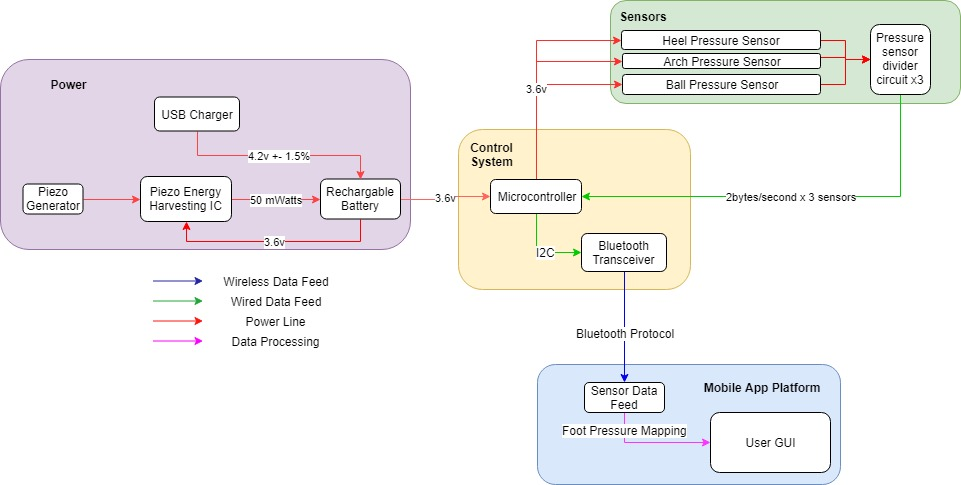 Sensors
Heel Pressure Sensor
Arch Pressure Sensor
Ball Pressure Sensor
Pressure
sensor
divider
circuit x3
3.6v
Power
USB Charger
4.2v +- 1.5%
Piezo
Generator
Piezo Energy
Harvesting IC
50 mWatts
Rechargable
Battery
3.6v
3.6v
Control
System
Microcontroller
2bytes/second x 3 sensors
I2C
Bluetooth
Transceiver
Wireless Data Feed
Wired Data Feed
Power Line
Data Processing
Bluetooth Protocol
Mobile App Platform
Sensor Data
Feed
Foot Pressure Mapping
User GUI